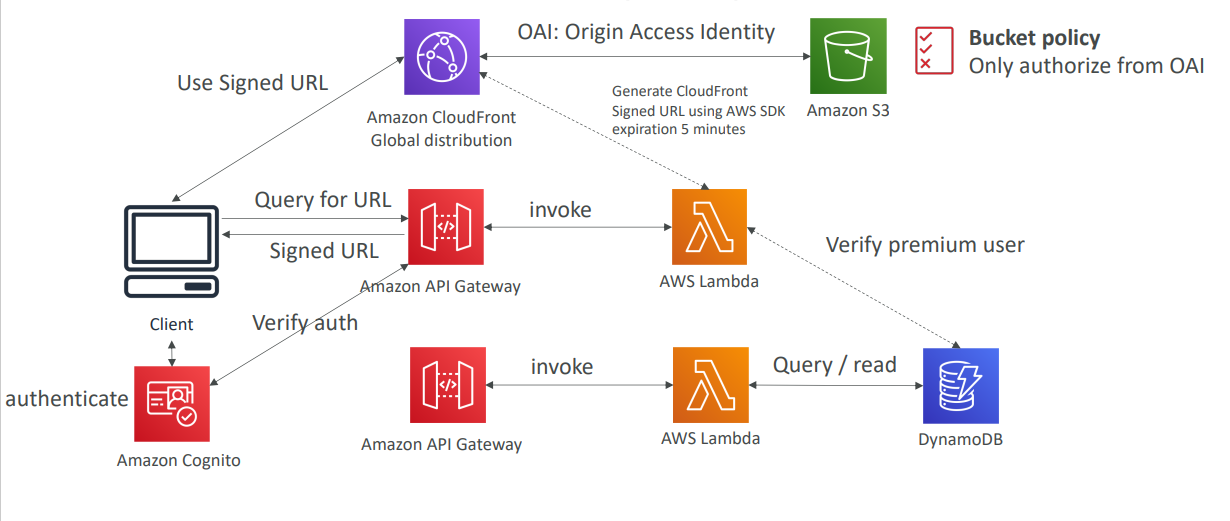 OAI: Origin Access Identity
Bucket policy
Only authorize from OAI
Use Signed URL
Generate CloudFront
Signed URL using AWS SDK
expiration 5 minutes
Amazon CloudFront
Global distribution
Amazon S3
Query for URL
invoke
Signed URL
Verify premium user
Amazon API Gateway
AWS Lambda
Client
Verify auth
invoke
Query / read
authenticate
Amazon API Gateway
AWS Lambda
DynamoDB
Amazon Cognito